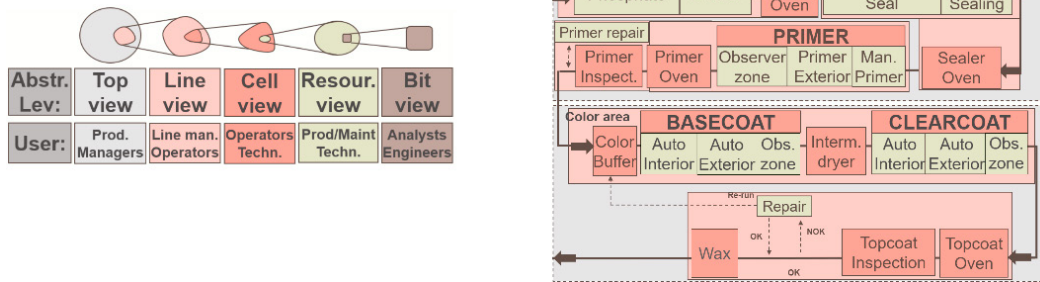 Abstr. Lev:
Top view
Line view
Cell view
Resour. view
Bit view
User:
Prod. Managers
Line man. Operators
Operators Techn.
Prod/Maint Techn.
Analysts Engineers
Oven
Seal
Sealing
Primer repair
PRIMER
Primer Inspect.
Primer Oven
Observer zone
Primer Exterior
Man. Primer
Sealer Oven
Color area
BASECOAT
CLEARCOAT
Color Buffer
Auto Interior
Auto Exterior
Obs. zone
Interm. dryer
Auto Interior
Auto Exterior
Obs. zone
Re-run
Repair
OK
NOK
Wax
OK
Topcoat Inspection
Topcoat Oven